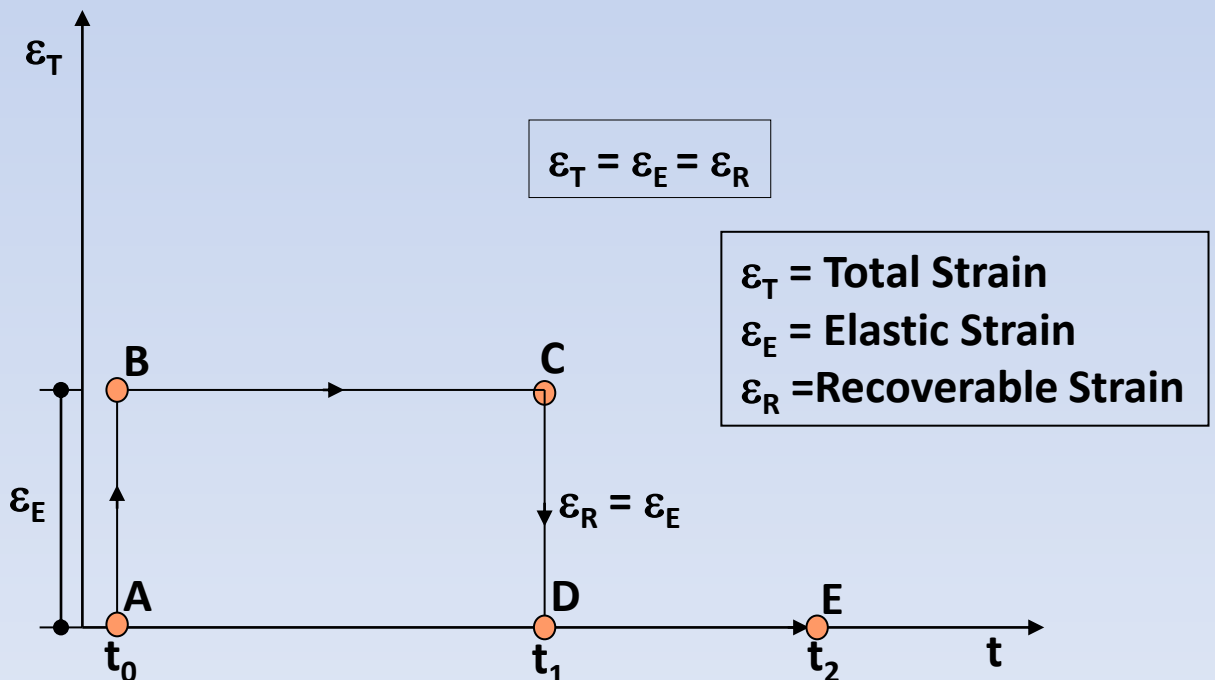 εT
εT = εE = εR
εT = Total Strain
εE = Elastic Strain
εR =Recoverable Strain
B
C
εE
εR = εE
A
D
E
t0
t1
t2
t